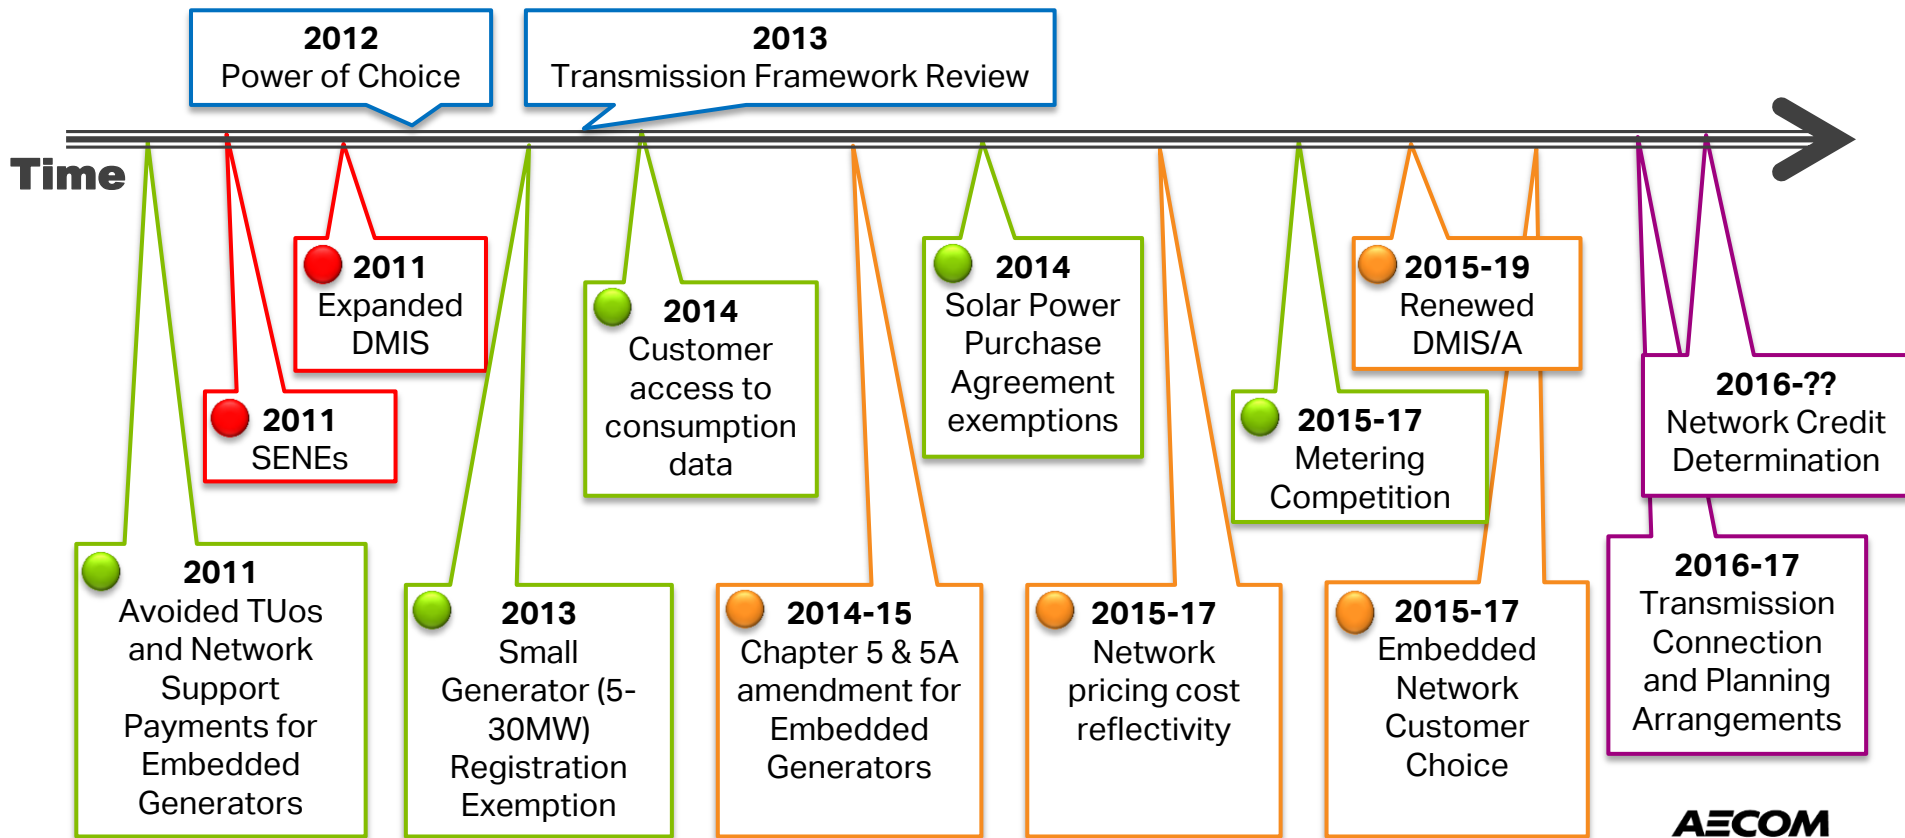 2012
Power of Choice
2013
Transmission Framework Review
Time
2011
Expanded
DMIS
2011
SENEs
2014
Customer
access to
consumption
data
2014
Solar Power
Purchase
Agreement
exemptions
2015-17
Metering
Competition
2015-19
Renewed
DMIS/A
2016-??
Network Credit
Determination
2011
Avoided TUos
and Network
Support
Payments for
Embedded
Generators
2013
Small
Generator (5-
30MW)
Registration
Exemption
2014-15
Chapter 5 & 5A
amendment for
Embedded
Generators
2015-17
Network
pricing cost
reflectivity
2015-17
Embedded
Network
Customer
Choice
2016-17
Transmission
Connection
and Planning
Arrangements
AECOM